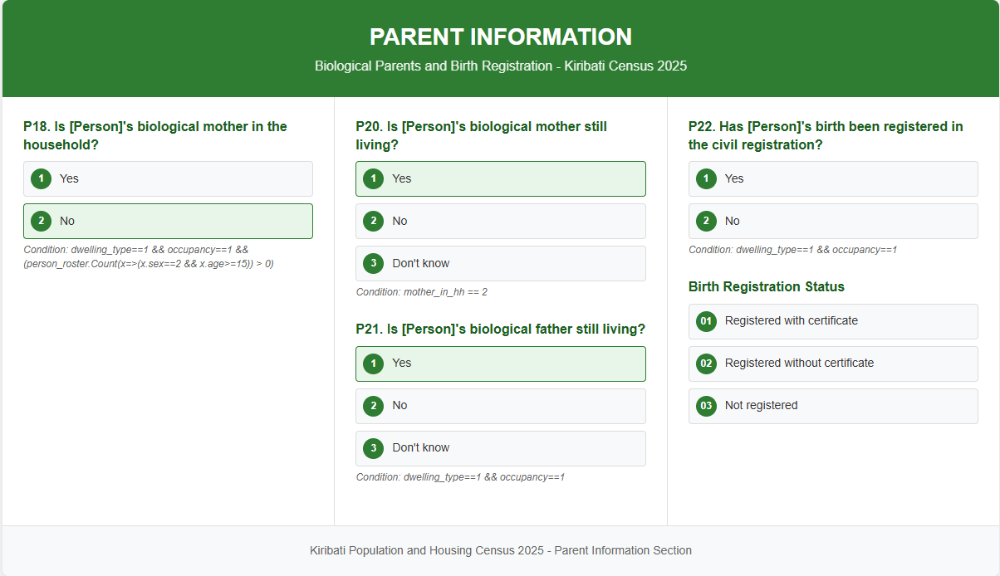 PARENT INFORMATION
Biological Parents and Birth Registration - Kiribati Census 2025
P18. Is [Person]'s biological mother in the
household?
1 Yes
2 No
Condition: dwelling_type==1 && occupancy==1 &&
(person_roster.Count(x=>(x.sex==2 && x.age>=15)) > 0)
P20. Is [Person]'s biological mother still
living?
1 Yes
2 No
3 Don't know
Condition: mother_in_hh == 2
P21. Is [Person]'s biological father still living?
1 Yes
2 No
3 Don't know
Condition: dwelling_type==1 && occupancy==1
P22. Has [Person]'s birth been registered in
the civil registration?
1 Yes
2 No
Condition: dwelling_type==1 && occupancy==1
Birth Registration Status
01 Registered with certificate
02 Registered without certificate
03 Not registered
Kiribati Population and Housing Census 2025 - Parent Information Section